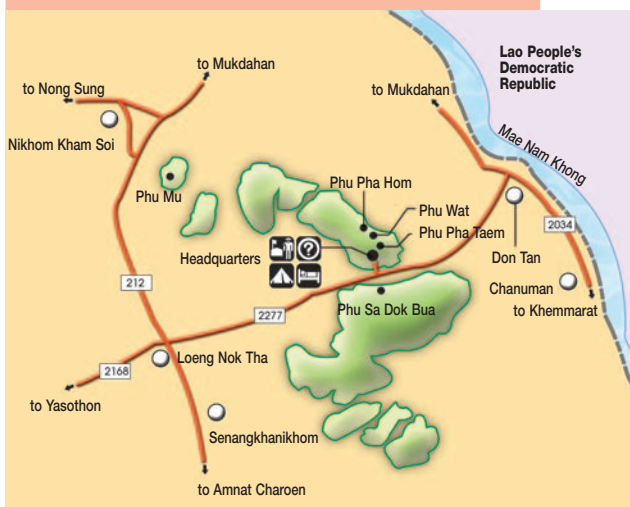 Lao People's
Democratic
Republic
to Mukdahan
to Nong Sung
to Mukdahan
Mae Nam Khong
Nikhom Kham Soi
Phu Mu
Phu Pha Hom
Phu Wat
Phu Pha Taem
Headquarters
?
Don Tan
2034
Chanuman
to Khemmarat
212
2277
Phu Sa Dok Bua
Loeng Nok Tha
2168
to Yasothon
Senangkhanikhom
to Amnat Charoen